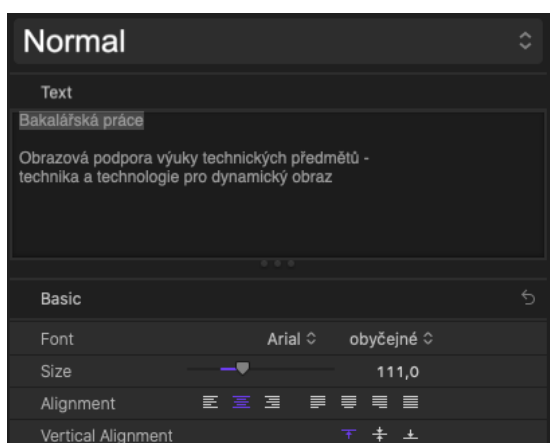 Normal
Text
Bakalářská práce
Obrazová podpora výuky technických předmětů -
technika a technologie pro dynamický obraz
Basic
Font Arial obyčejné
Size 111,0
Alignment
Vertical Alignment